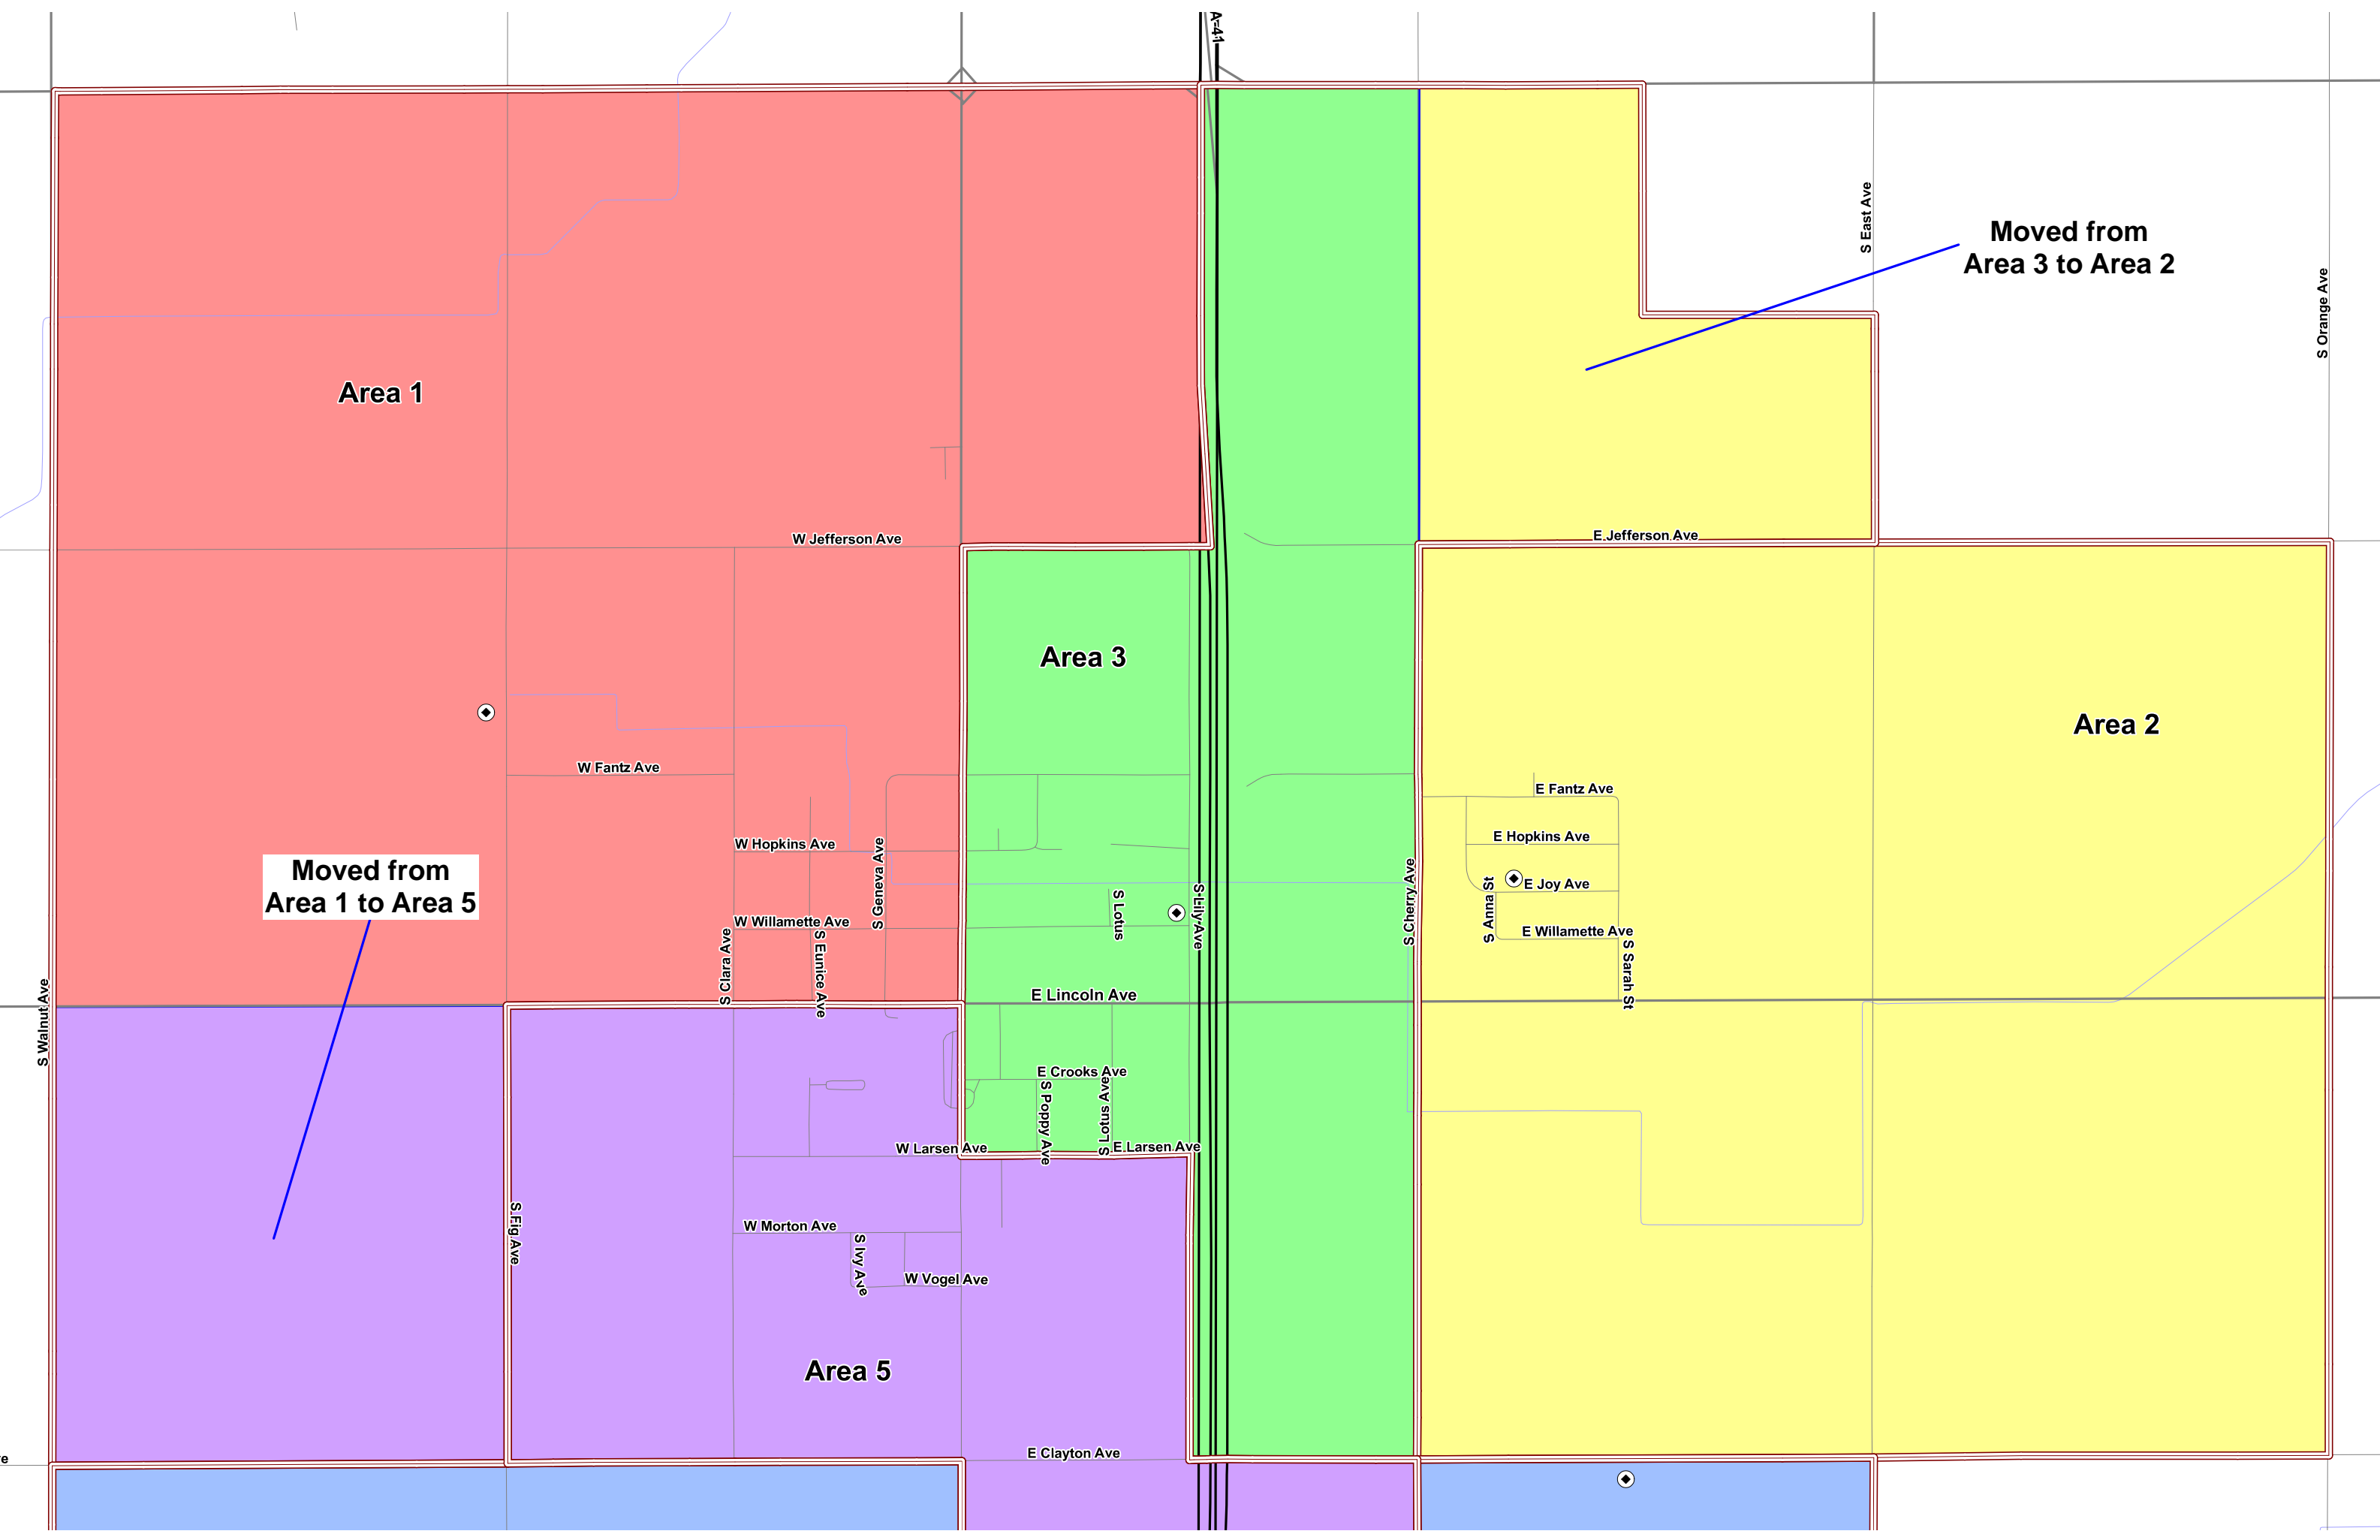 A-41
S East Ave
Moved from
Area 3 to Area 2
S Orange Ave
Area 1
W Jefferson Ave
E Jefferson Ave
Area 3
Area 2
W Fantz Ave
E Fantz Ave
W Hopkins Ave
E Hopkins Ave
S Geneva Ave
Moved from
Area 1 to Area 5
S Cherry Ave
S Anna St
E Joy Ave
S Lotus
S Lily Ave
W Willamette Ave
E Willamette Ave
S Clara Ave
S Eunice Ave
S Sarah St
S Walnut Ave
E Lincoln Ave
E Crooks Ave
S Poppy Ave
S Lotus Ave
W Larsen Ave
E Larsen Ave
S Fig Ave
W Morton Ave
S Ivy Ave
W Vogel Ave
Area 5
E Clayton Ave